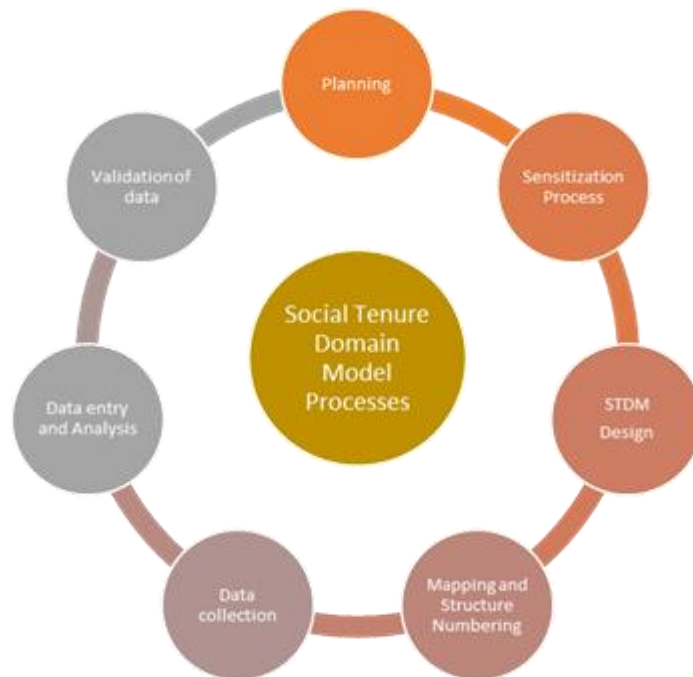 Planning
Sensitization
Process
STDM
Design
Mapping and
Structure
Numbering
Data
collection
Data entry
and Analysis
Validation of
data
Social Tenure
Domain
Model
Processes